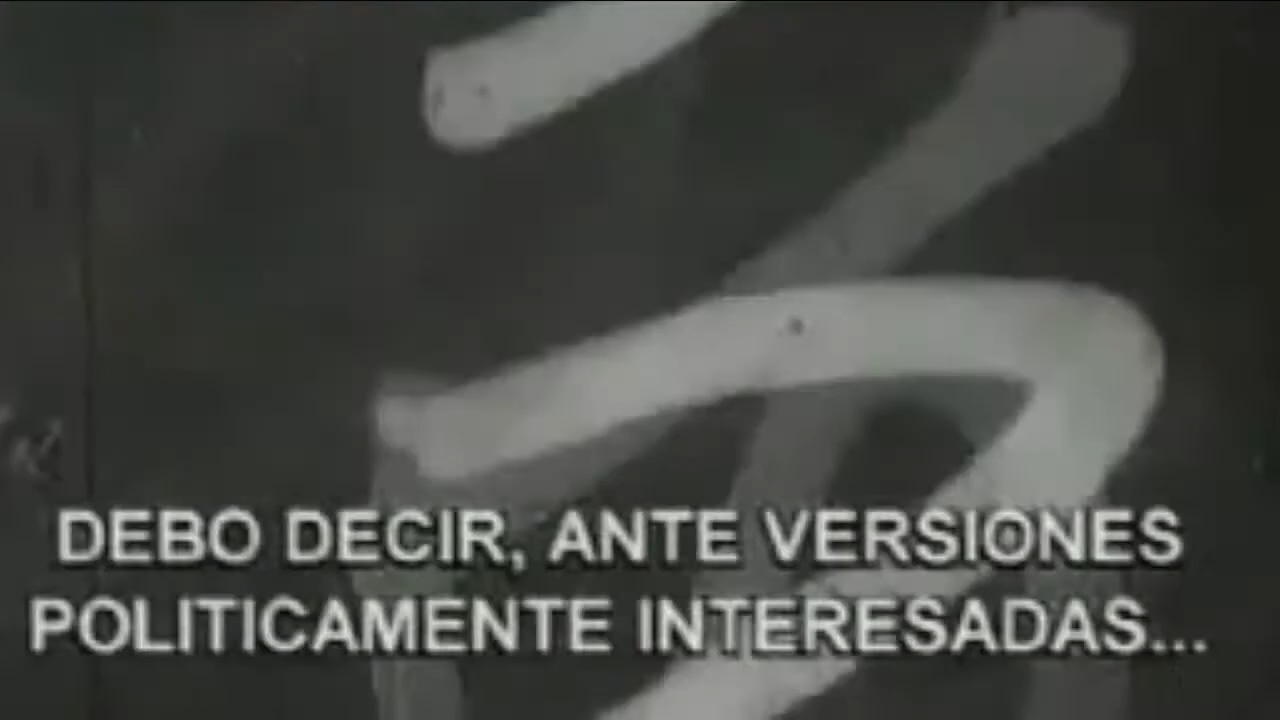 DEBO DECIR, ANTE VERSIONES
POLITICAMENTE INTERESADAS...